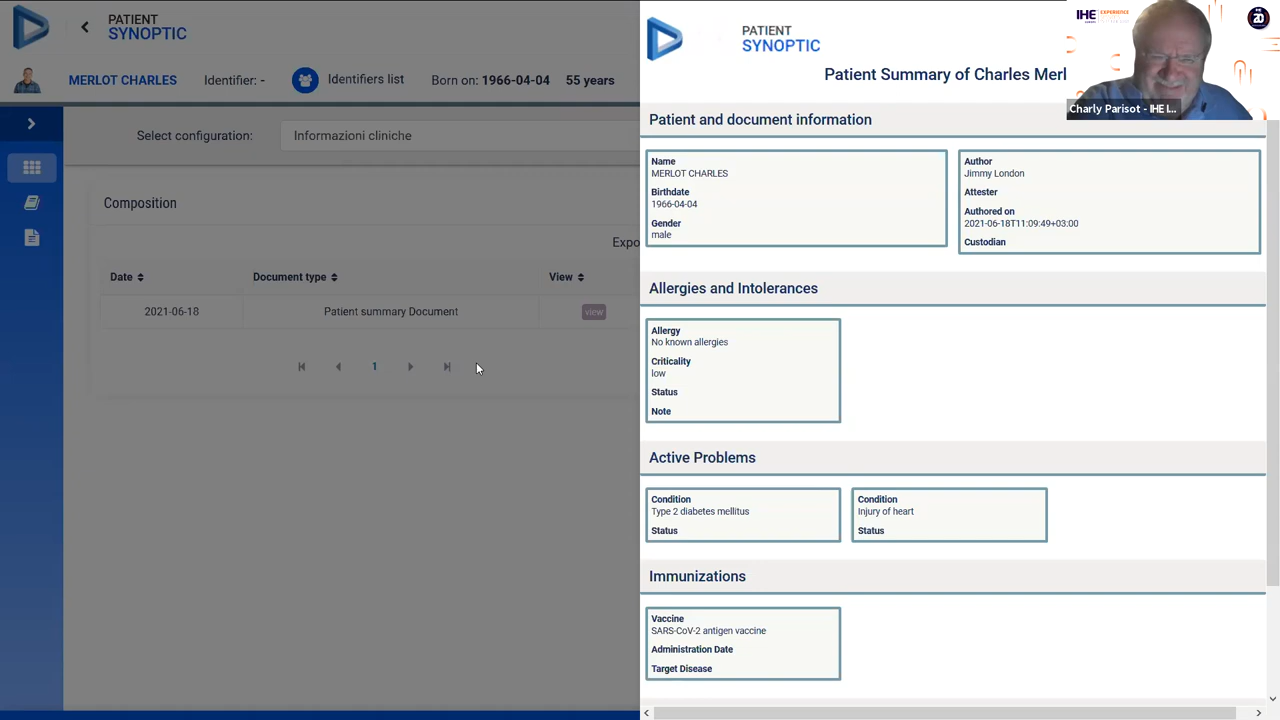 PATIENT
SYNOPTIC
MERLOT CHARLES
Identifier: -
Identifiers list
Born on: 1966-04-04
55 years
Select configuration:
Informazioni cliniche
Composition
Expo
Date
Document type
View
2021-06-18
Patient summary Document
view
1
PATIENT
SYNOPTIC
Patient Summary of Charles Merl
IHE
EXPERIENCE
20
Charly Parisot - IHE I...
Patient and document information
Name
MERLOT CHARLES
Birthdate
1966-04-04
Gender
male
Author
Jimmy London
Attester
Authored on
2021-06-18T11:09:49+03:00
Custodian
Allergies and Intolerances
Allergy
No known allergies
Criticality
low
Status
Note
Active Problems
Condition
Type 2 diabetes mellitus
Status
Condition
Injury of heart
Status
Immunizations
Vaccine
SARS-CoV-2 antigen vaccine
Administration Date
Target Disease